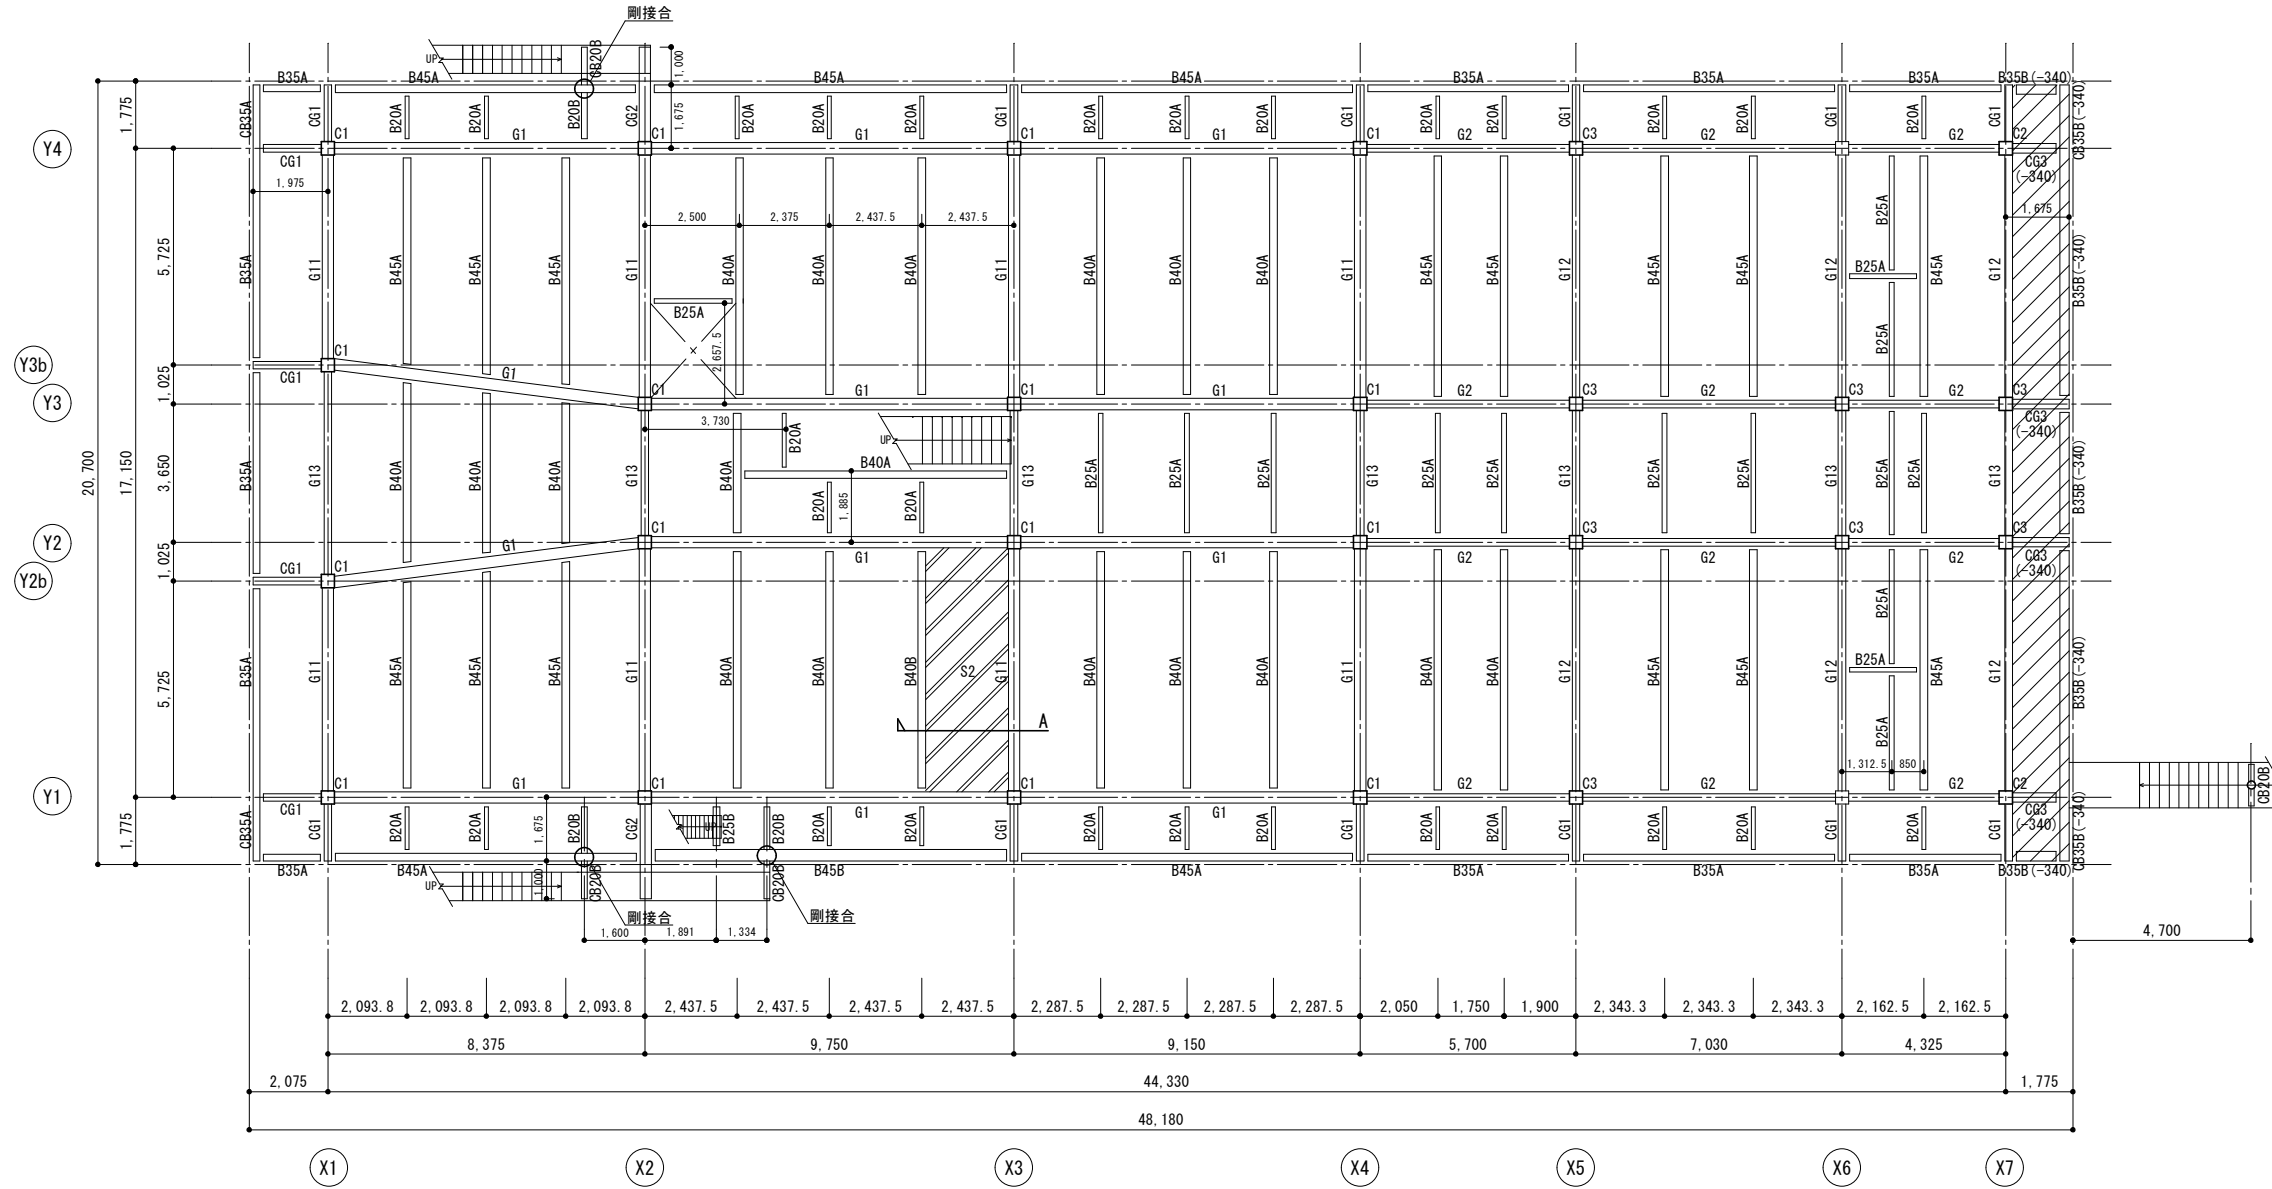 剛接合
UP
CB20B
1,000
B35A B45A B45A B45A B35A B35A B35A B35B(-340)
1,775
CB35A CG1 B20A B20A B20B CG2 1,675 B20A B20A B20A CG1 B20A B20A B20A CG1 B20A B20A CG1 B20A B20A CG1 B20A CG1 CB35B(-340)
Y4
C1 G1 C1 G1 C1 G1 C1 G2 C3 G2 G2 C2
CG1 CG3
(-340)
1,975 1,675
2,500 2,375 2,437.5 2,437.5
B25A
5,725
B35A G11 B45A B45A B45A G11 B40A B40A B40A G11 B40A B40A B40A G11 B45A B45A G12 B45A B45A G12 B25A B45A G12 B35B(-340)
B25A
2,657.5
B25A
Y3b
C1
CG1 G1
1,025
Y3
C1 G1 C1 G1 C1 G2 C3 G2 C3 G2 C3
CG3
(-340)
3,730
B20A
UP
20,700 17,150 3,650
B35A G13 B40A B40A B40A G13 B40A B40A G13 B25A B25A B25A G13 B25A B25A G13 B25A B25A G13 B25A B25A G13 B35B(-340)
B20A 1,885 B20A
Y2
C1 C1 C1 C3 C3 C3
G1 G1 G1 G2 G2 G2
CG3
(-340)
1,025
Y2b
CG1 C1
5,725
B35A G11 B45A B45A B45A G11 B40A B40A B40B S2 G11 B40A B40A B40A G11 B40A B40A G12 B45A B45A G12 B25A B25A B45A G12 B35B(-340)
A
B25A
1,312.5 850
Y1
C1 G1 C1 C1 C1 G2 C3 G2 G2 C2
CG1 G1 G1 CG3
(-340)
CB20B
1,775
CB35A CG1 B20A B20A B20B 1,675 CG2 UP B25B B20B B20A B20A CG1 B20A B20A B20A CG1 B20A B20A CG1 B20A B20A CG1 B20A CG1 CB35B(-340)
B35A B45A B45B B45A B35A B35A B35A B35B(-340)
UP 1,000 CB20B CB20B
剛接合 剛接合
1,600 1,891 1,334
4,700
2,093.8 2,093.8 2,093.8 2,093.8 2,437.5 2,437.5 2,437.5 2,437.5 2,287.5 2,287.5 2,287.5 2,287.5 2,050 1,750 1,900 2,343.3 2,343.3 2,343.3 2,162.5 2,162.5
8,375 9,750 9,150 5,700 7,030 4,325
2,075 44,330 1,775
48,180
X1 X2 X3 X4 X5 X6 X7